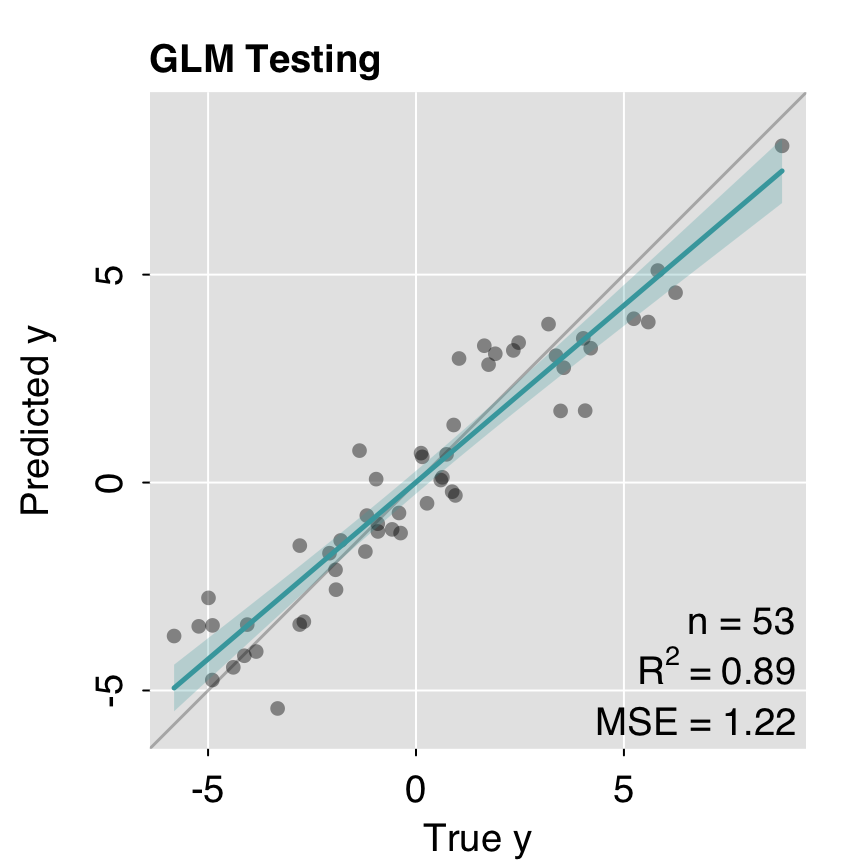 GLM Testing
5
0
-5
Predicted y
n = 53
R² = 0.89
MSE = 1.22
-5 0 5
True y